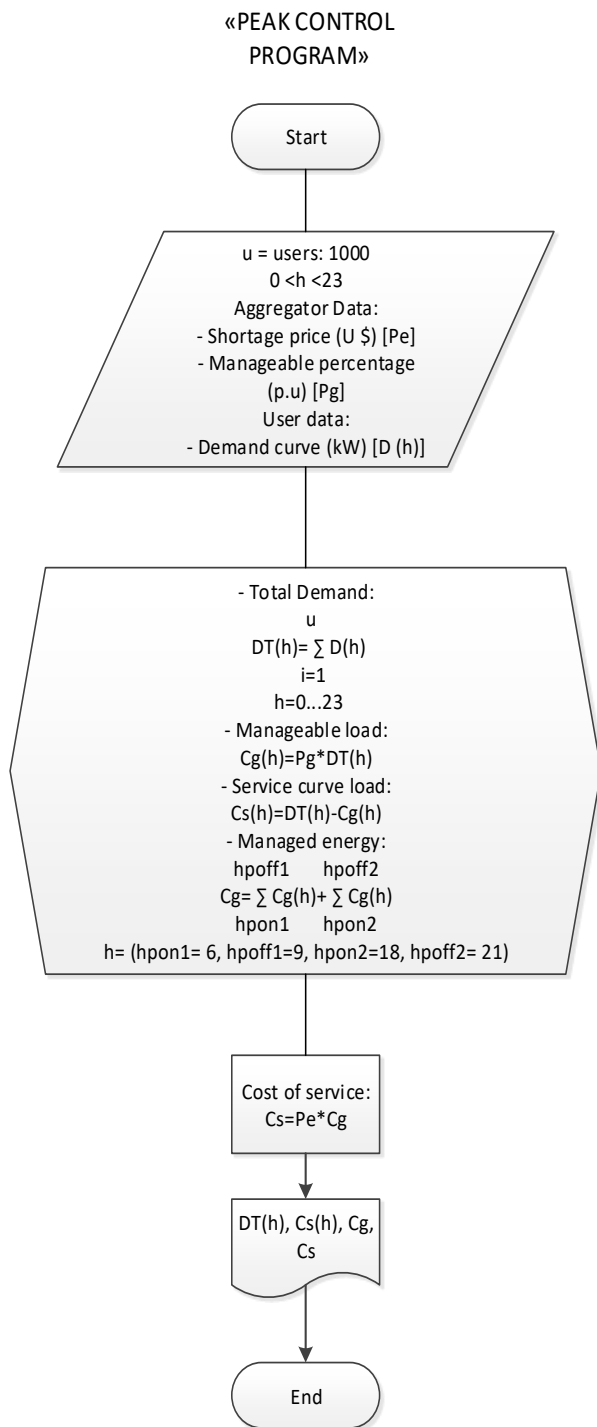 «PEAK CONTROL
PROGRAM»
Start
u = users: 1000
0 <h <23
Aggregator Data:
- Shortage price (U $) [Pe]
- Manageable percentage
(p.u) [Pg]
User data:
- Demand curve (kW) [D (h)]
- Total Demand:
u
DT(h)= ∑ D(h)
i=1
h=0...23
- Manageable load:
Cg(h)=Pg*DT(h)
- Service curve load:
Cs(h)=DT(h)-Cg(h)
- Managed energy:
hpoff1 hpoff2
Cg= ∑ Cg(h)+ ∑ Cg(h)
hpon1 hpon2
h= (hpon1= 6, hpoff1=9, hpon2=18, hpoff2= 21)
Cost of service:
Cs=Pe*Cg
DT(h), Cs(h), Cg,
Cs
End